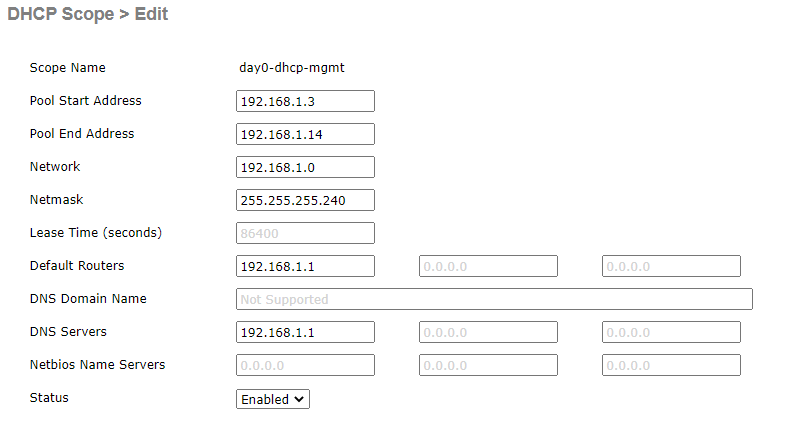 DHCP Scope > Edit
Scope Name day0-dhcp-mgmt
Pool Start Address 192.168.1.3
Pool End Address 192.168.1.14
Network 192.168.1.0
Netmask 255.255.255.240
Lease Time (seconds) 86400
Default Routers 192.168.1.1 0.0.0.0 0.0.0.0
DNS Domain Name Not Supported
DNS Servers 192.168.1.1 0.0.0.0 0.0.0.0
Netbios Name Servers 0.0.0.0 0.0.0.0 0.0.0.0
Status Enabled